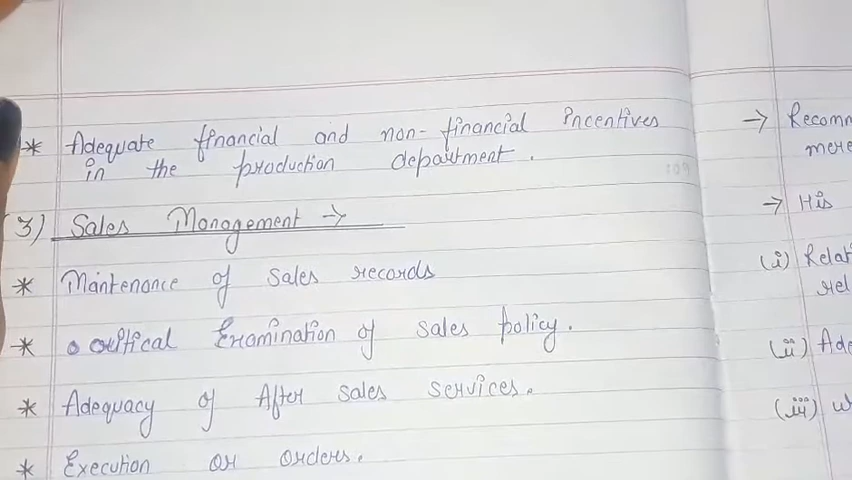 * Adequate financial and non-financial incentives
in the production department.
(3) Sales Management →
* Maintenance of Sales records
* critical Examination of sales policy.
* Adequacy of After sales services.
* Execution or orders.
→ Recomm
mere
→ His
(i) Relat
rel
(ii) Ade
(iii) w